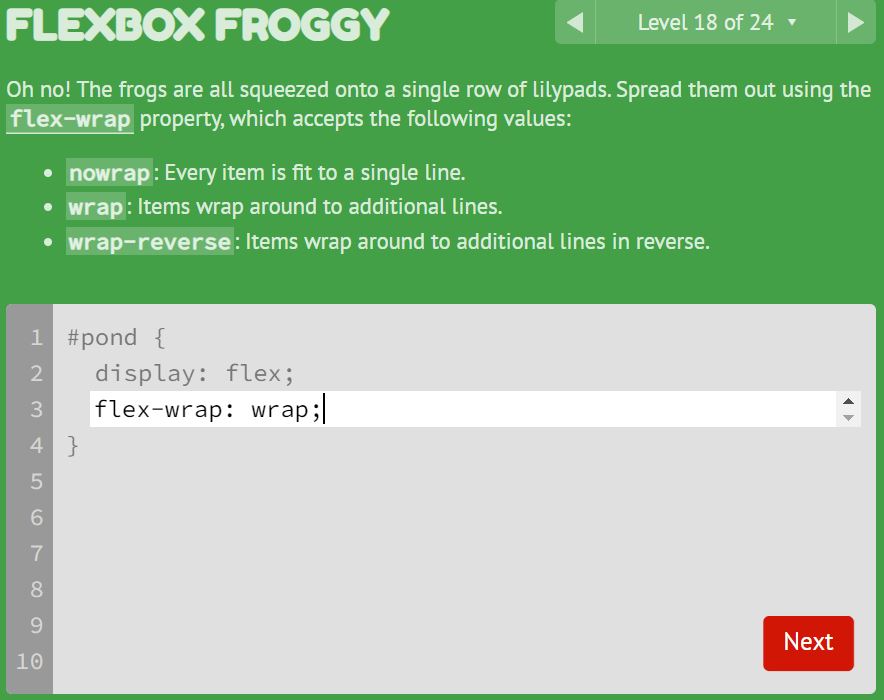 FLEXBOX FROGGY
Level 18 of 24
Oh no! The frogs are all squeezed onto a single row of lilypads. Spread them out using the
flex-wrap property, which accepts the following values:
• nowrap: Every item is fit to a single line.
• wrap: Items wrap around to additional lines.
• wrap-reverse: Items wrap around to additional lines in reverse.
1 #pond {
2 display: flex;
3 flex-wrap: wrap;
4 }
5
6
7
8
9
10
Next